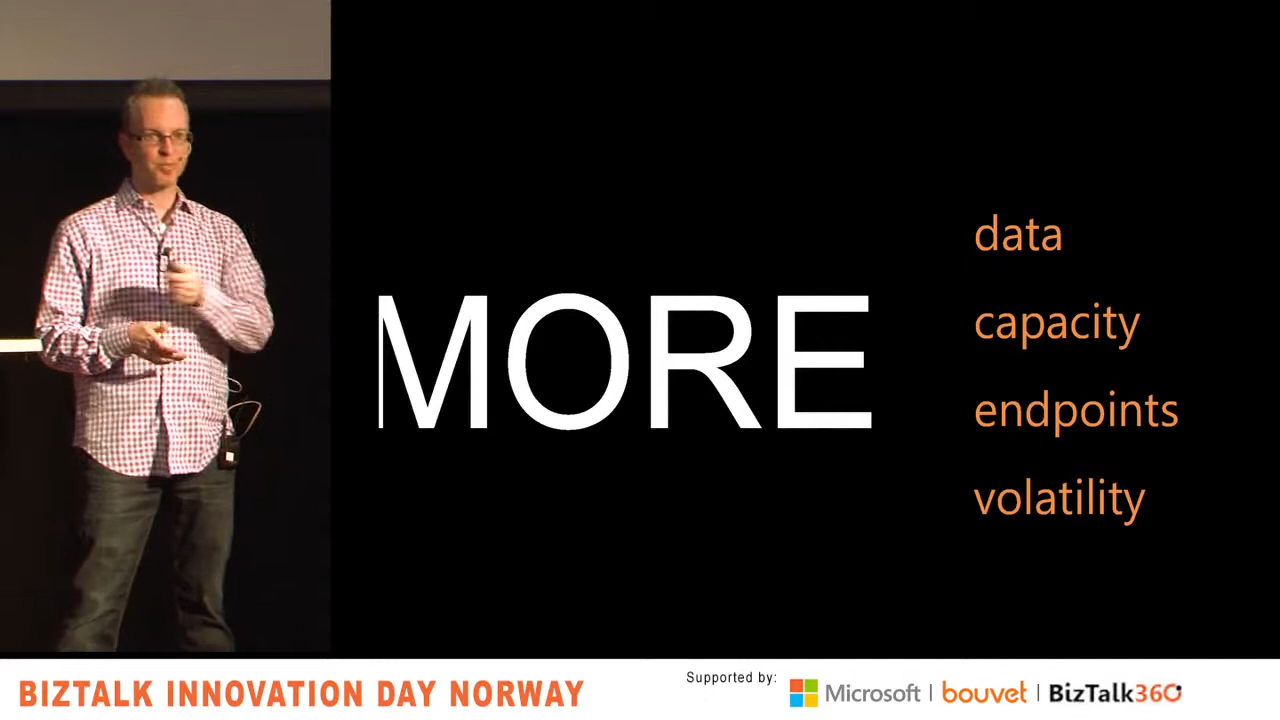 MORE
data
capacity
endpoints
volatility
BIZTALK INNOVATION DAY NORWAY
Supported by:
Microsoft | bouvet | BizTalk360